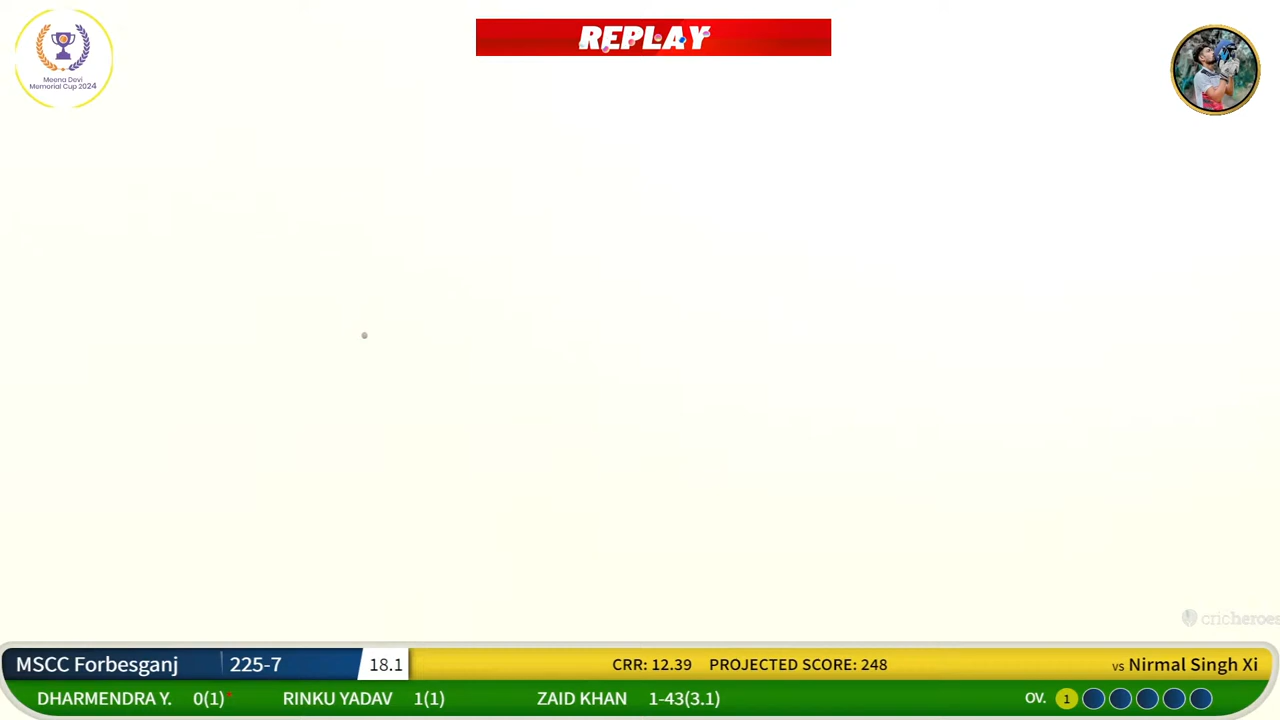 REPLAY
Meena Devi
Memorial Cup 2024
cricheroes
MSCC Forbesganj 225-7 18.1 CRR: 12.39 PROJECTED SCORE: 248 vs Nirmal Singh Xi
DHARMENDRA Y. 0(1)* RINKU YADAV 1(1) ZAID KHAN 1-43(3.1) OV. 1